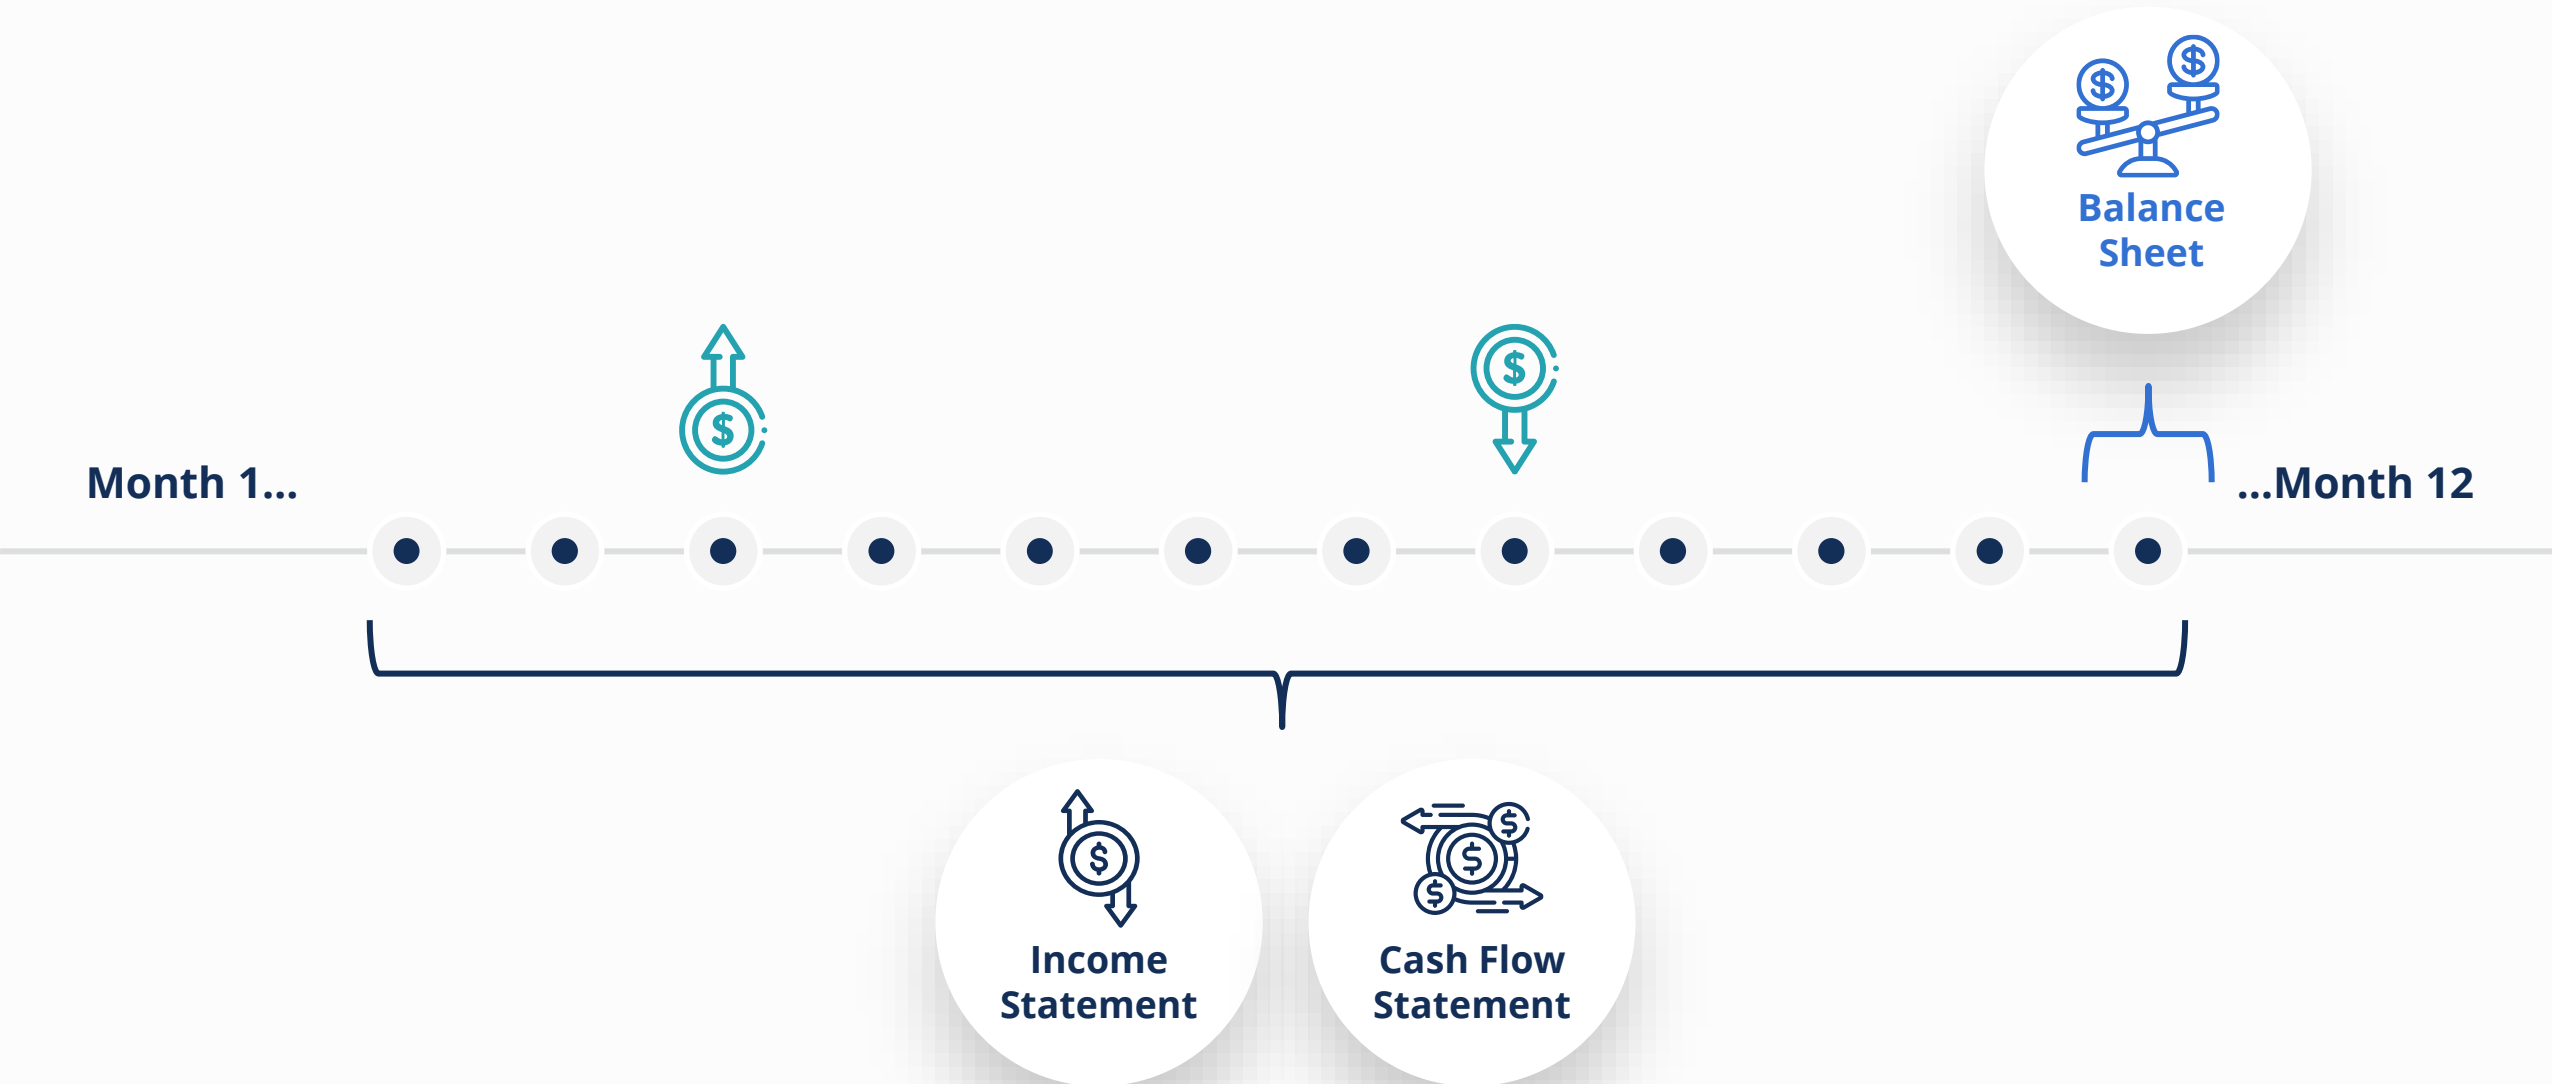 Balance
Sheet
Month 1...
...Month 12
Income
Statement
Cash Flow
Statement